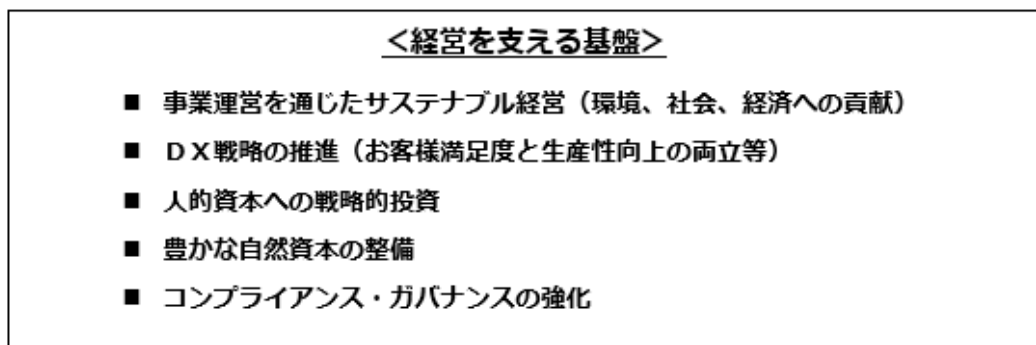 ＜経営を支える基盤＞
■ 事業運営を通じたサステナブル経営（環境、社会、経済への貢献）
■ ＤＸ戦略の推進（お客様満足度と生産性向上の両立等）
■ 人的資本への戦略的投資
■ 豊かな自然資本の整備
■ コンプライアンス・ガバナンスの強化